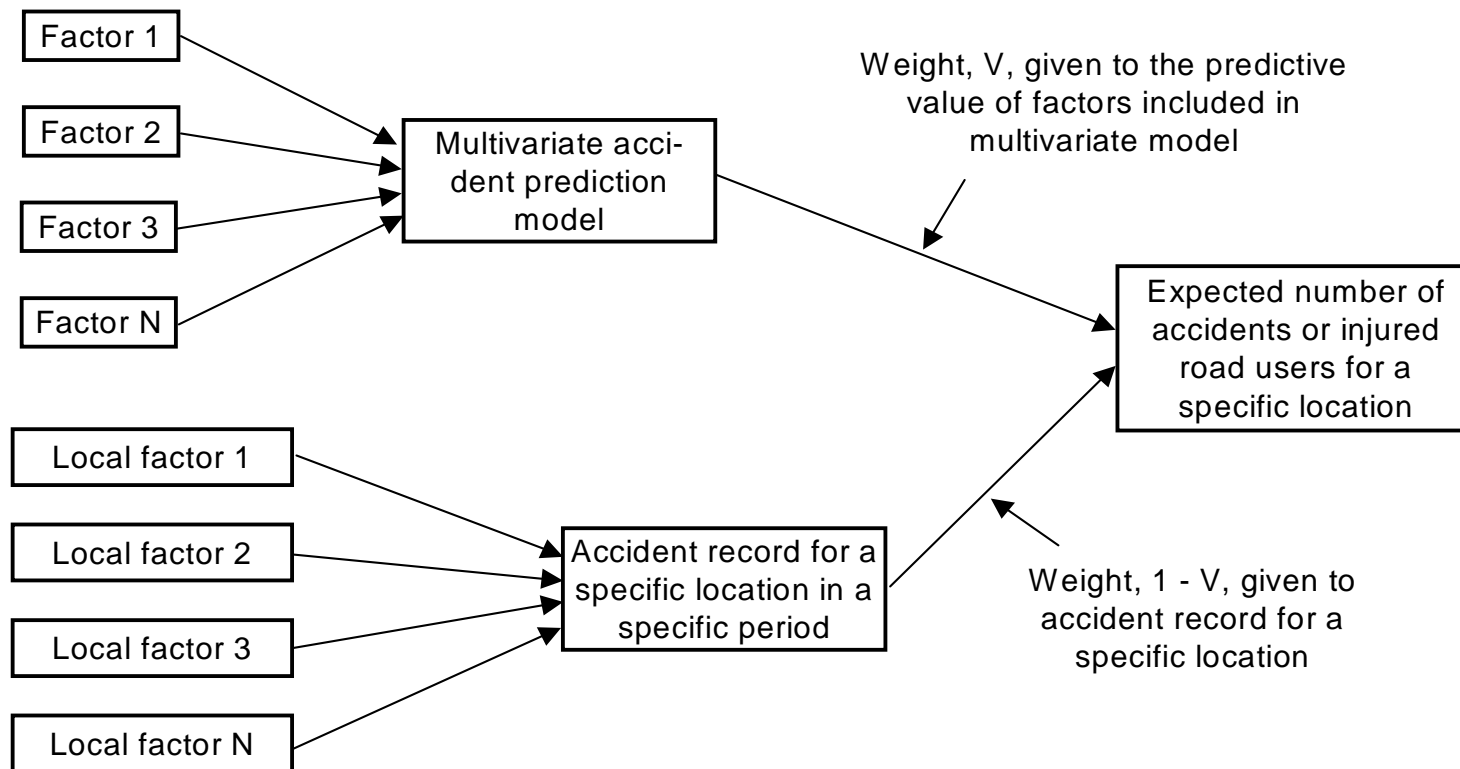 Factor 1
Factor 2
Factor 3
Factor N
Multivariate acci-
dent prediction
model
Weight, V, given to the predictive
value of factors included in
multivariate model
Expected number of
accidents or injured
road users for a
specific location
Local factor 1
Local factor 2
Local factor 3
Local factor N
Accident record for a
specific location in a
specific period
Weight, 1 - V, given to
accident record for a
specific location